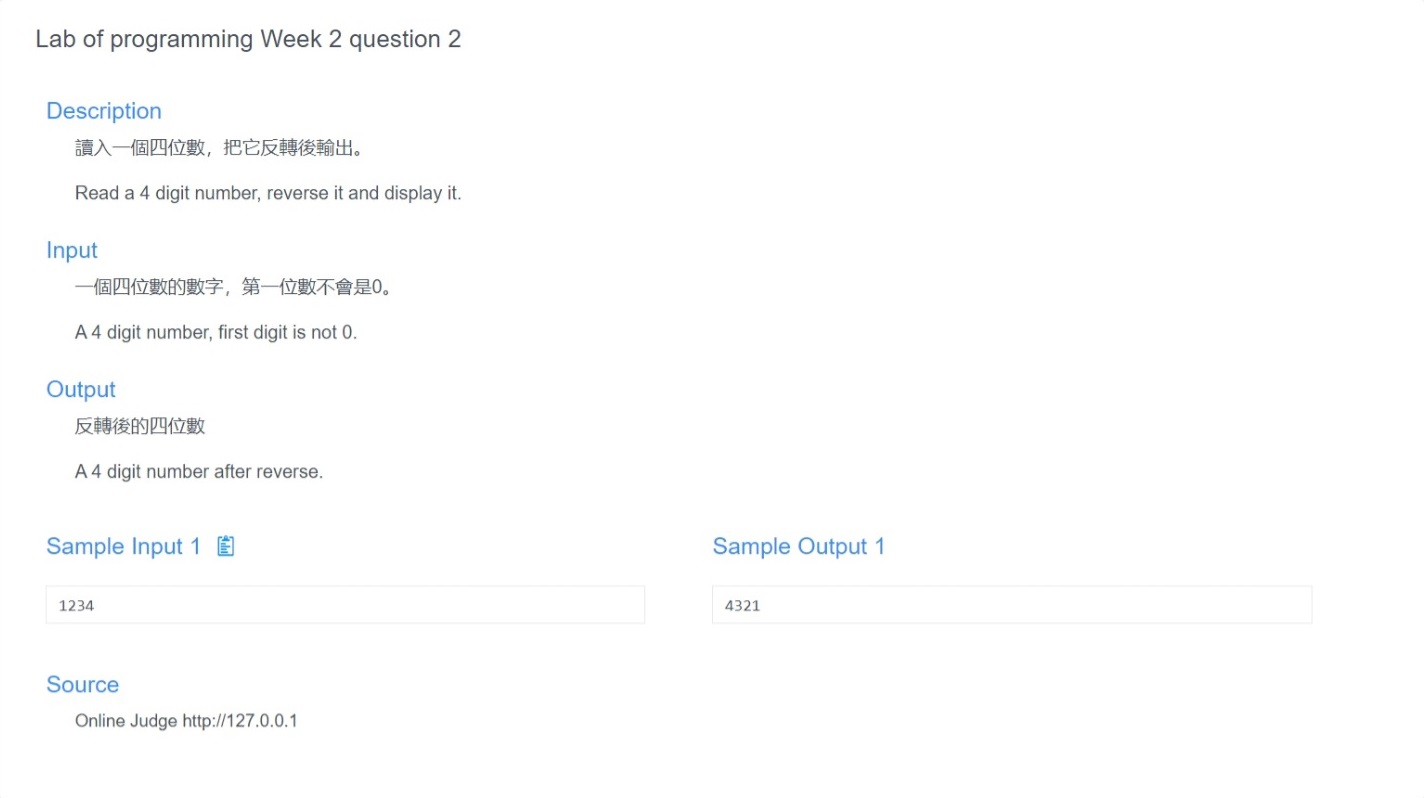 Lab of programming Week 2 question 2
Description
讀入一個四位數，把它反轉後輸出。
Read a 4 digit number, reverse it and display it.
Input
一個四位數的數字，第一位數不會是0。
A 4 digit number, first digit is not 0.
Output
反轉後的四位數
A 4 digit number after reverse.
Sample Input 1
Sample Output 1
1234
4321
Source
Online Judge http://127.0.0.1